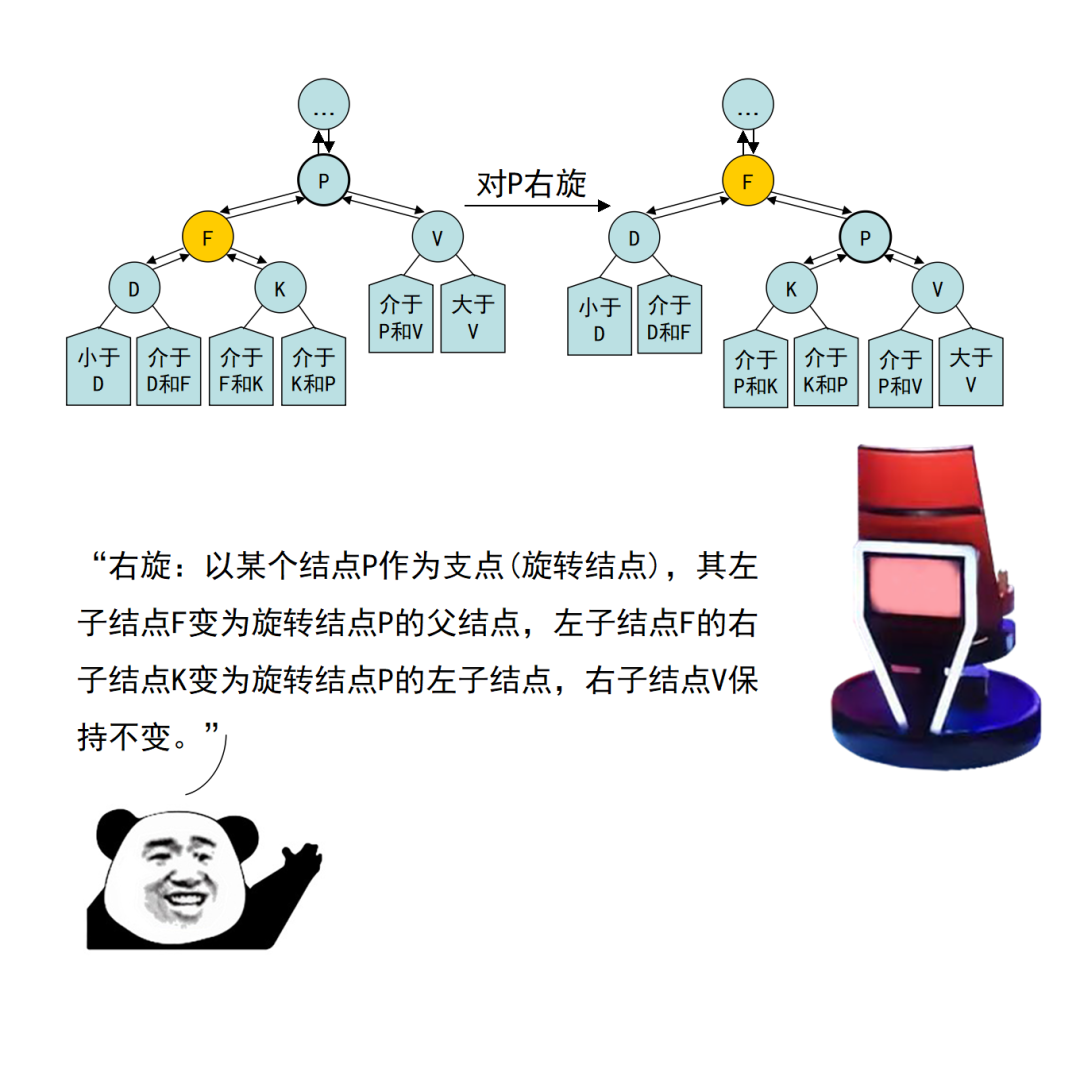 …
…
P
对P右旋
F
F
V
D
P
D
K
K
V
介于
P和V
大于
V
小于
D
介于
D和F
小于
D
介于
D和F
介于
F和K
介于
K和P
介于
P和K
介于
K和P
介于
P和V
大于
V
“右旋：以某个结点P作为支点(旋转结点)，其左
子结点F变为旋转结点P的父结点，左子结点F的右
子结点K变为旋转结点P的左子结点，右子结点V保
持不变。”